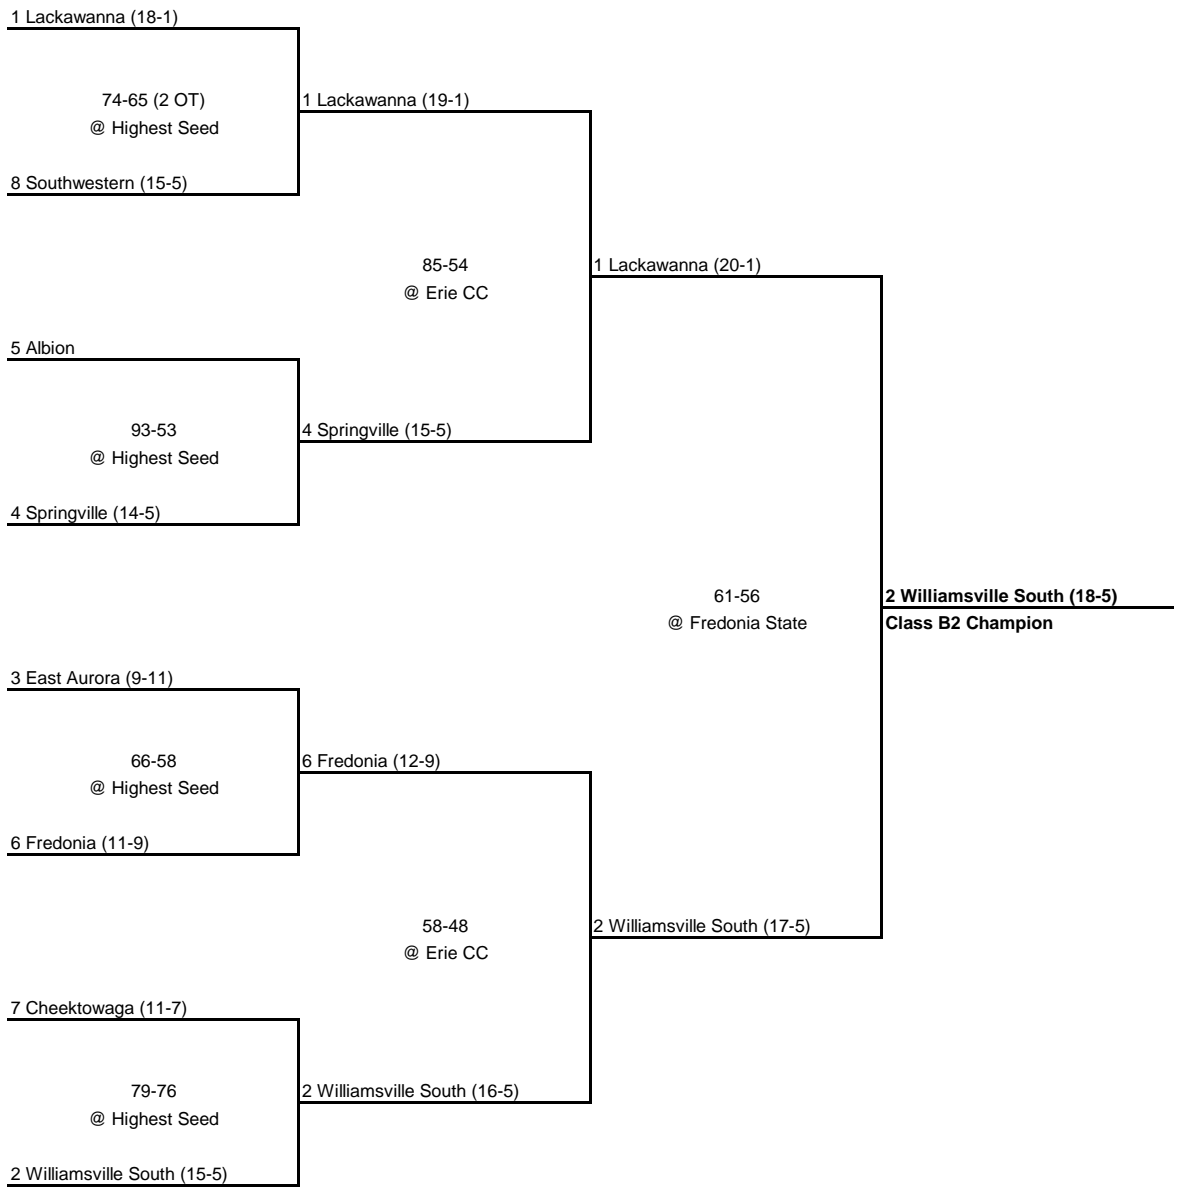 1 Lackawanna (18-1)
74-65 (2 OT)
@ Highest Seed
1 Lackawanna (19-1)
8 Southwestern (15-5)
85-54
@ Erie CC
1 Lackawanna (20-1)
5 Albion
93-53
@ Highest Seed
4 Springville (15-5)
4 Springville (14-5)
61-56
@ Fredonia State
2 Williamsville South (18-5)
Class B2 Champion
3 East Aurora (9-11)
66-58
@ Highest Seed
6 Fredonia (12-9)
6 Fredonia (11-9)
58-48
@ Erie CC
2 Williamsville South (17-5)
7 Cheektowaga (11-7)
79-76
@ Highest Seed
2 Williamsville South (16-5)
2 Williamsville South (15-5)